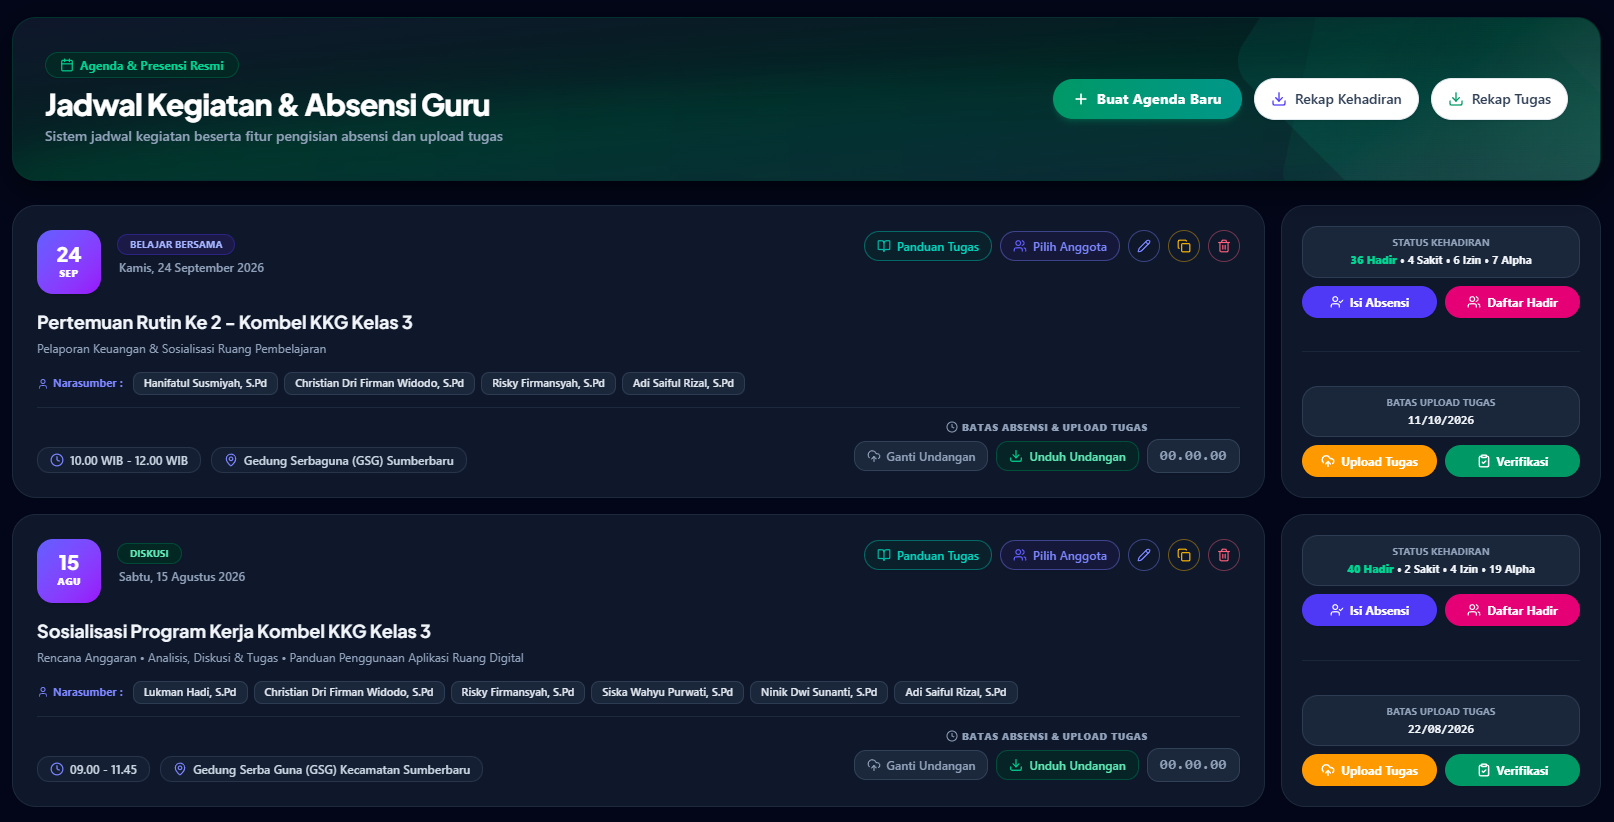 Agenda & Presensi Resmi
Jadwal Kegiatan & Absensi Guru
Sistem jadwal kegiatan beserta fitur pengisian absensi dan upload tugas
Buat Agenda Baru
Rekap Kehadiran
Rekap Tugas
24
SEP
BELAJAR BERSAMA
Kamis, 24 September 2026
Panduan Tugas
Pilih Anggota
Pertemuan Rutin Ke 2 - Kombel KKG Kelas 3
Pelaporan Keuangan & Sosialisasi Ruang Pembelajaran
Narasumber : Hanifatul Susmiyah, S.Pd Christian Dri Firman Widodo, S.Pd Risky Firmansyah, S.Pd Adi Saiful Rizal, S.Pd
10.00 WIB - 12.00 WIB
Gedung Serbaguna (GSG) Sumberbaru
BATAS ABSENSI & UPLOAD TUGAS
Ganti Undangan
Unduh Undangan
00.00.00
STATUS KEHADIRAN
36 Hadir • 4 Sakit • 6 Izin • 7 Alpha
Isi Absensi
Daftar Hadir
BATAS UPLOAD TUGAS
11/10/2026
Upload Tugas
Verifikasi
15
AGU
DISKUSI
Sabtu, 15 Agustus 2026
Panduan Tugas
Pilih Anggota
Sosialisasi Program Kerja Kombel KKG Kelas 3
Rencana Anggaran • Analisis, Diskusi & Tugas • Panduan Penggunaan Aplikasi Ruang Digital
Narasumber : Lukman Hadi, S.Pd Christian Dri Firman Widodo, S.Pd Risky Firmansyah, S.Pd Siska Wahyu Purwati, S.Pd Ninik Dwi Sunanti, S.Pd Adi Saiful Rizal, S.Pd
09.00 - 11.45
Gedung Serba Guna (GSG) Kecamatan Sumberbaru
BATAS ABSENSI & UPLOAD TUGAS
Ganti Undangan
Unduh Undangan
00.00.00
STATUS KEHADIRAN
40 Hadir • 2 Sakit • 4 Izin • 19 Alpha
Isi Absensi
Daftar Hadir
BATAS UPLOAD TUGAS
22/08/2026
Upload Tugas
Verifikasi